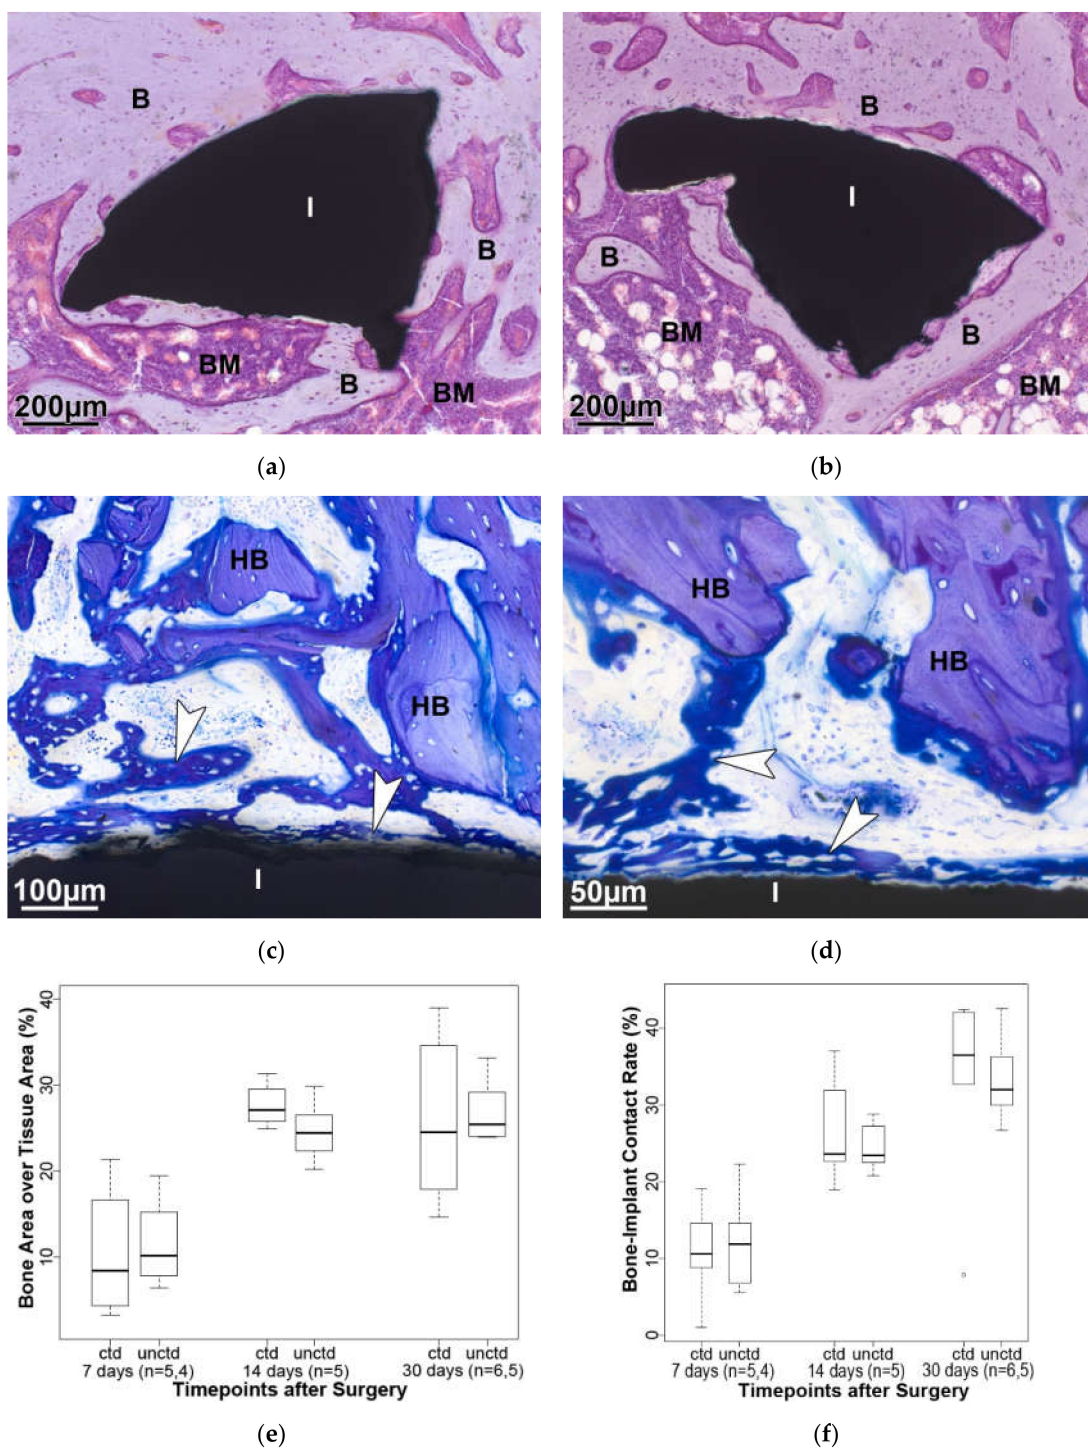 B
I
B
BM
B
BM
200µm
(a)
B
I
B
BM
B
BM
200µm
(b)
HB
HB
I
100µm
(c)
HB
HB
I
50µm
(d)
Bone Area over Tissue Area (%)
40
30
20
10
ctd unctd ctd unctd ctd unctd
7 days (n=5,4) 14 days (n=5) 30 days (n=6,5)
Timepoints after Surgery
(e)
Bone-Implant Contact Rate (%)
40
30
20
10
0
ctd unctd ctd unctd ctd unctd
7 days (n=5,4) 14 days (n=5) 30 days (n=6,5)
Timepoints after Surgery
(f)